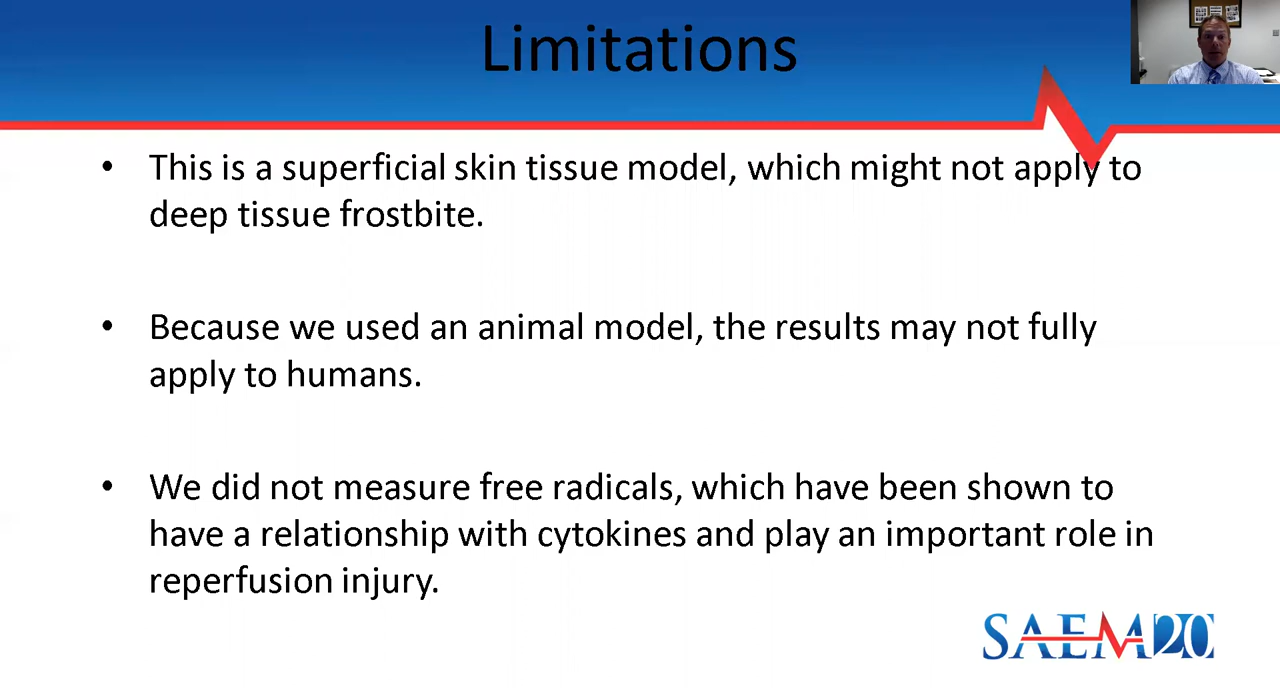 Limitations
• This is a superficial skin tissue model, which might not apply to
deep tissue frostbite.
• Because we used an animal model, the results may not fully
apply to humans.
• We did not measure free radicals, which have been shown to
have a relationship with cytokines and play an important role in
reperfusion injury.
SAEM20